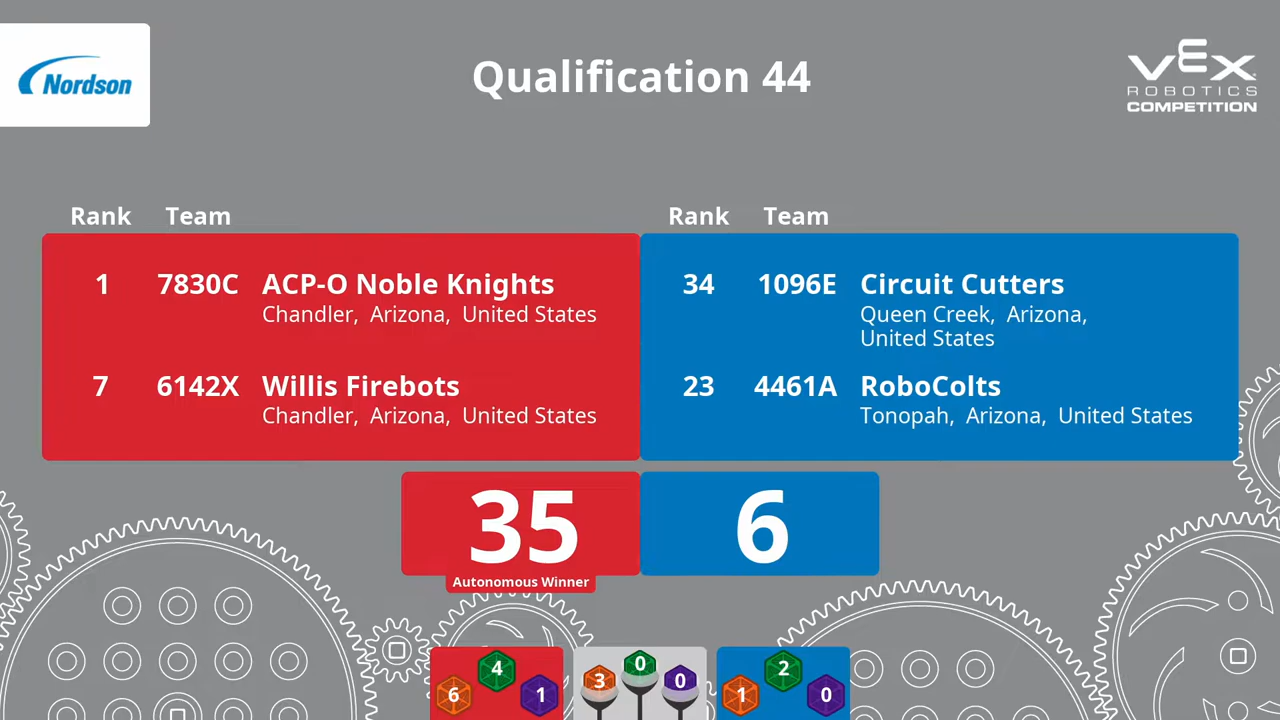 Nordson
Qualification 44
VEX
ROBOTICS
COMPETITION
Rank Team
Rank Team
1 7830C ACP-O Noble Knights
Chandler, Arizona, United States
7 6142X Willis Firebots
Chandler, Arizona, United States
34 1096E Circuit Cutters
Queen Creek, Arizona,
United States
23 4461A RoboColts
Tonopah, Arizona, United States
35
6
Autonomous Winner
4
6 1
0
3 0
2
1 0